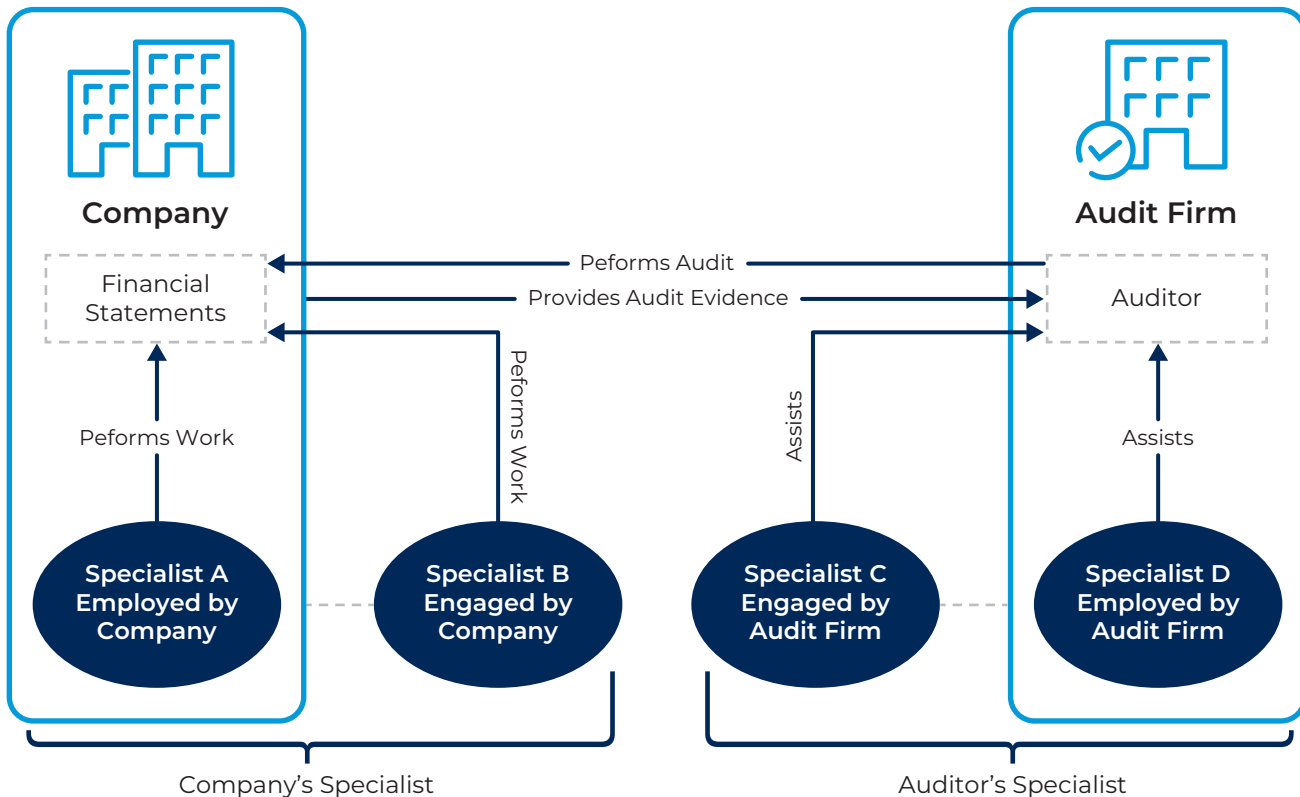 Company
Audit Firm
Peforms Audit
Financial
Statements
Provides Audit Evidence
Auditor
Peforms Work
Peforms Work
Assists
Assists
Specialist A
Employed by
Company
Specialist B
Engaged by
Company
Specialist C
Engaged by
Audit Firm
Specialist D
Employed by
Audit Firm
Company’s Specialist
Auditor’s Specialist